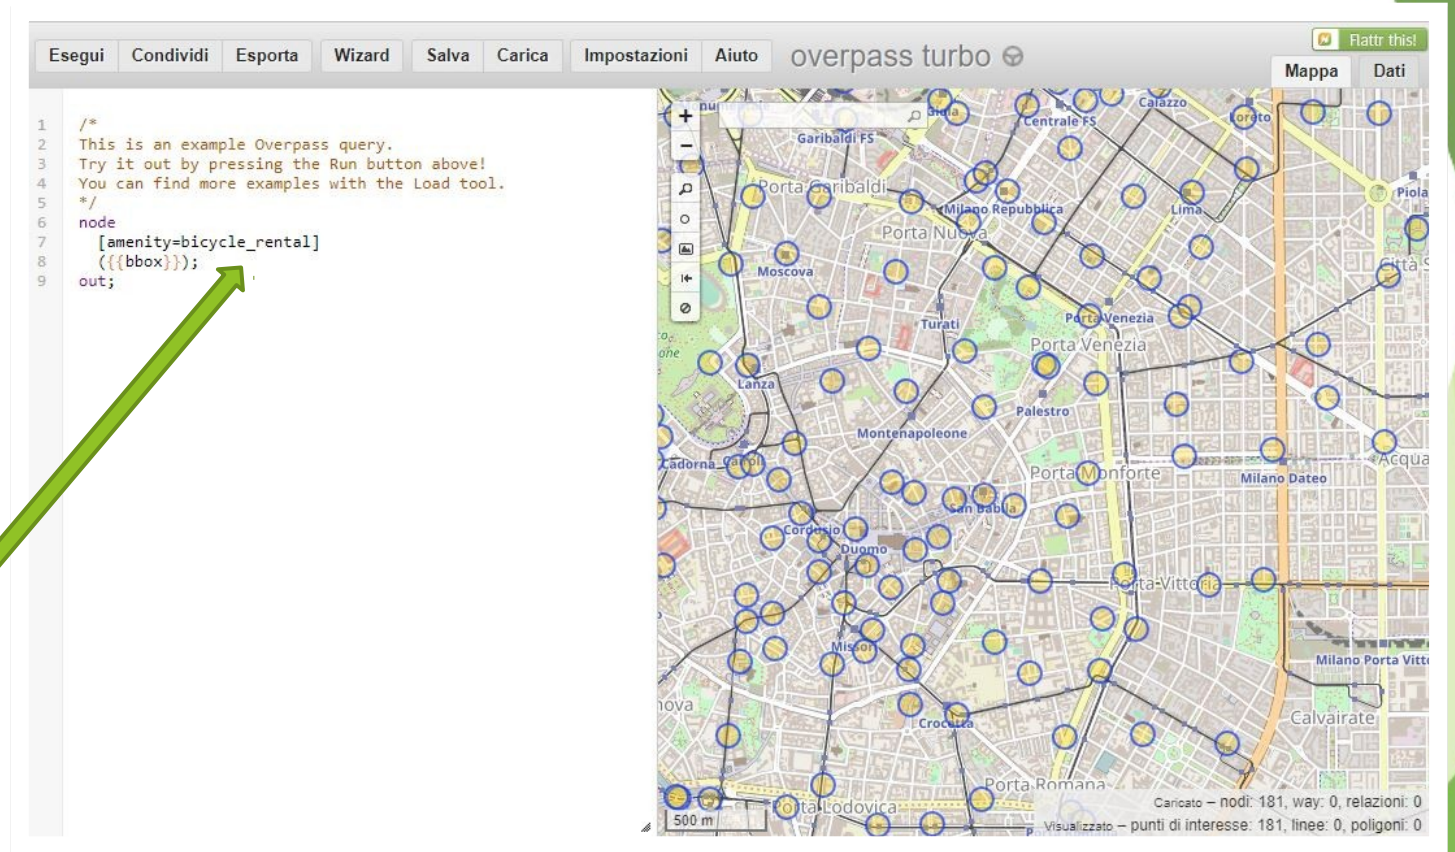 Flattr this!
Esegui Condividi Esporta Wizard Salva Carica Impostazioni Aiuto overpass turbo
Mappa Dati
1 /*
2 This is an example Overpass query.
3 Try it out by pressing the Run button above!
4 You can find more examples with the Load tool.
5 */
6 node
7 [amenity=bicycle_rental]
8 ({{bbox}});
9 out;
+
−
Calazzo
Gioia
Centrale FS
Loreto
Garibaldi FS
Porta Garibaldi
Piola
Milano Repubblica
Lima
Porta Nuova
Moscova
Città S
Turati
Porta Venezia
Porta Venezia
Lanza
Palestro
Montenapoleone
Cadorna
Cairoli
Acqua
Porta Monforte
Milano Dateo
San Babila
Cordusio
Duomo
Porta Vittoria
Missori
Milano Porta Vitt
Crocetta
Calvairate
Porta Romana
Porta Lodovica
500 m
Caricato – nodi: 181, way: 0, relazioni: 0
Visualizzato – punti di interesse: 181, linee: 0, poligoni: 0